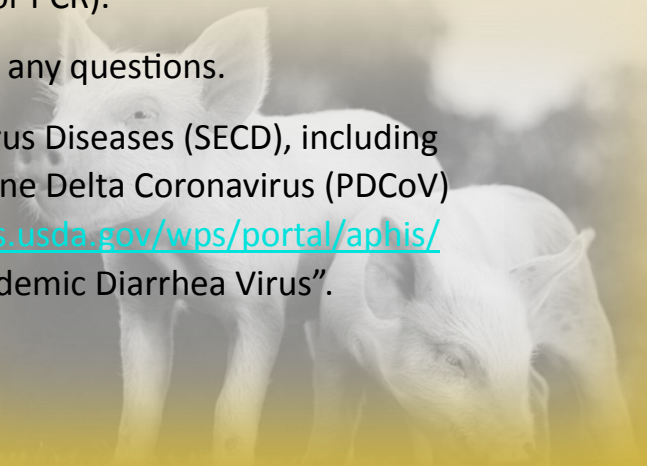 or PCR).
any questions.
rus Diseases (SECD), including
ne Delta Coronavirus (PDCoV)
s.usda.gov/wps/portal/aphis/
demic Diarrhea Virus”.